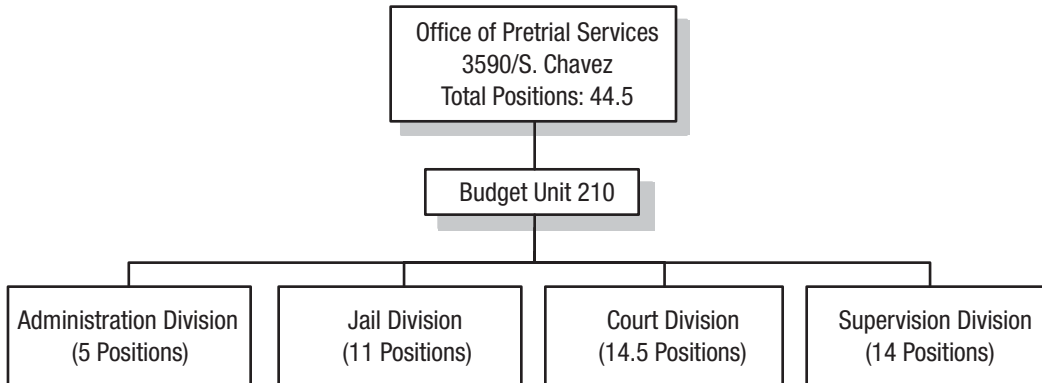 Office of Pretrial Services
3590/S. Chavez
Total Positions: 44.5
Budget Unit 210
Administration Division
(5 Positions)
Jail Division
(11 Positions)
Court Division
(14.5 Positions)
Supervision Division
(14 Positions)